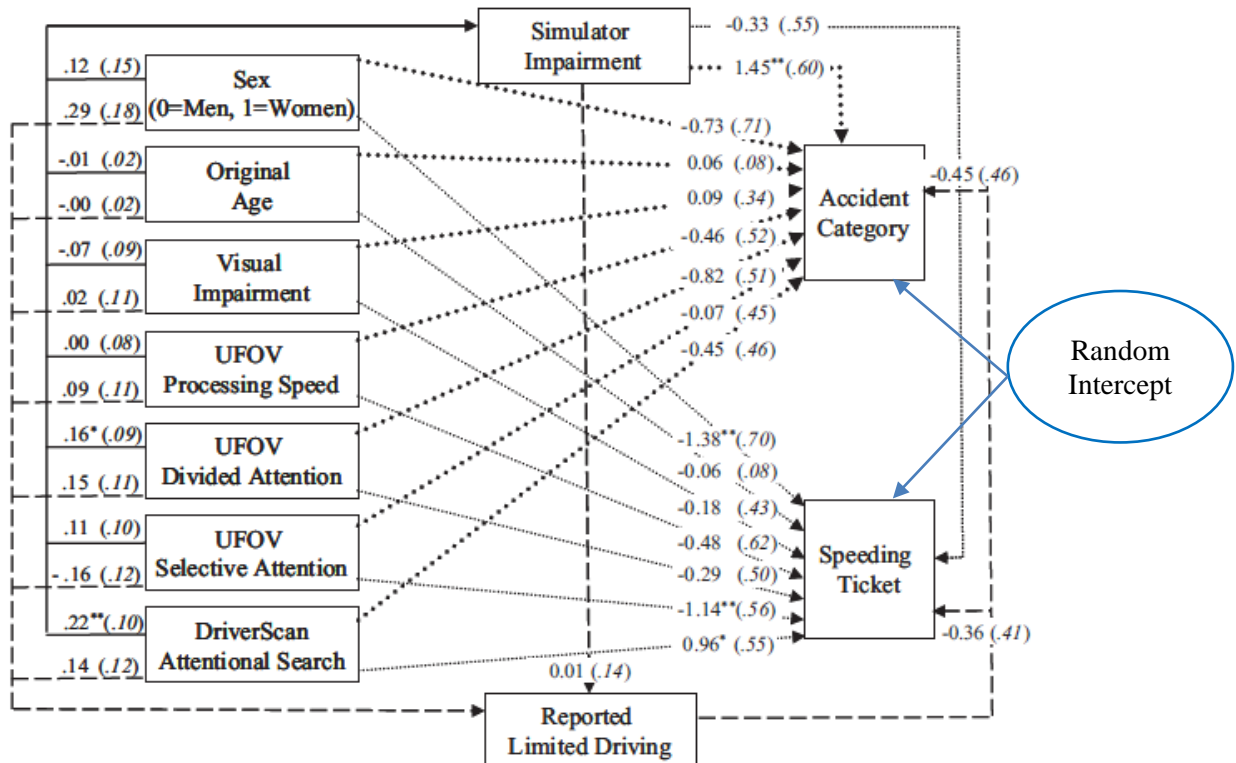 Simulator
Impairment
-0.33 (.55)
1.45** (.60)
.12 (.15)
.29 (.18)
Sex
(0=Men, 1=Women)
-.01 (.02)
-.00 (.02)
Original
Age
-.07 (.09)
.02 (.11)
Visual
Impairment
.00 (.08)
.09 (.11)
UFOV
Processing Speed
.16* (.09)
.15 (.11)
UFOV
Divided Attention
.11 (.10)
-.16 (.12)
UFOV
Selective Attention
.22** (.10)
.14 (.12)
DriverScan
Attentional Search
-0.73 (.71)
0.06 (.08)
0.09 (.34)
-0.46 (.52)
-0.82 (.51)
-0.07 (.45)
-0.45 (.46)
Accident
Category
-0.45 (.46)
Random
Intercept
-1.38** (.70)
-0.06 (.08)
-0.18 (.43)
-0.48 (.62)
-0.29 (.50)
-1.14** (.56)
0.96* (.55)
Speeding
Ticket
-0.36 (.41)
0.01 (.14)
Reported
Limited Driving